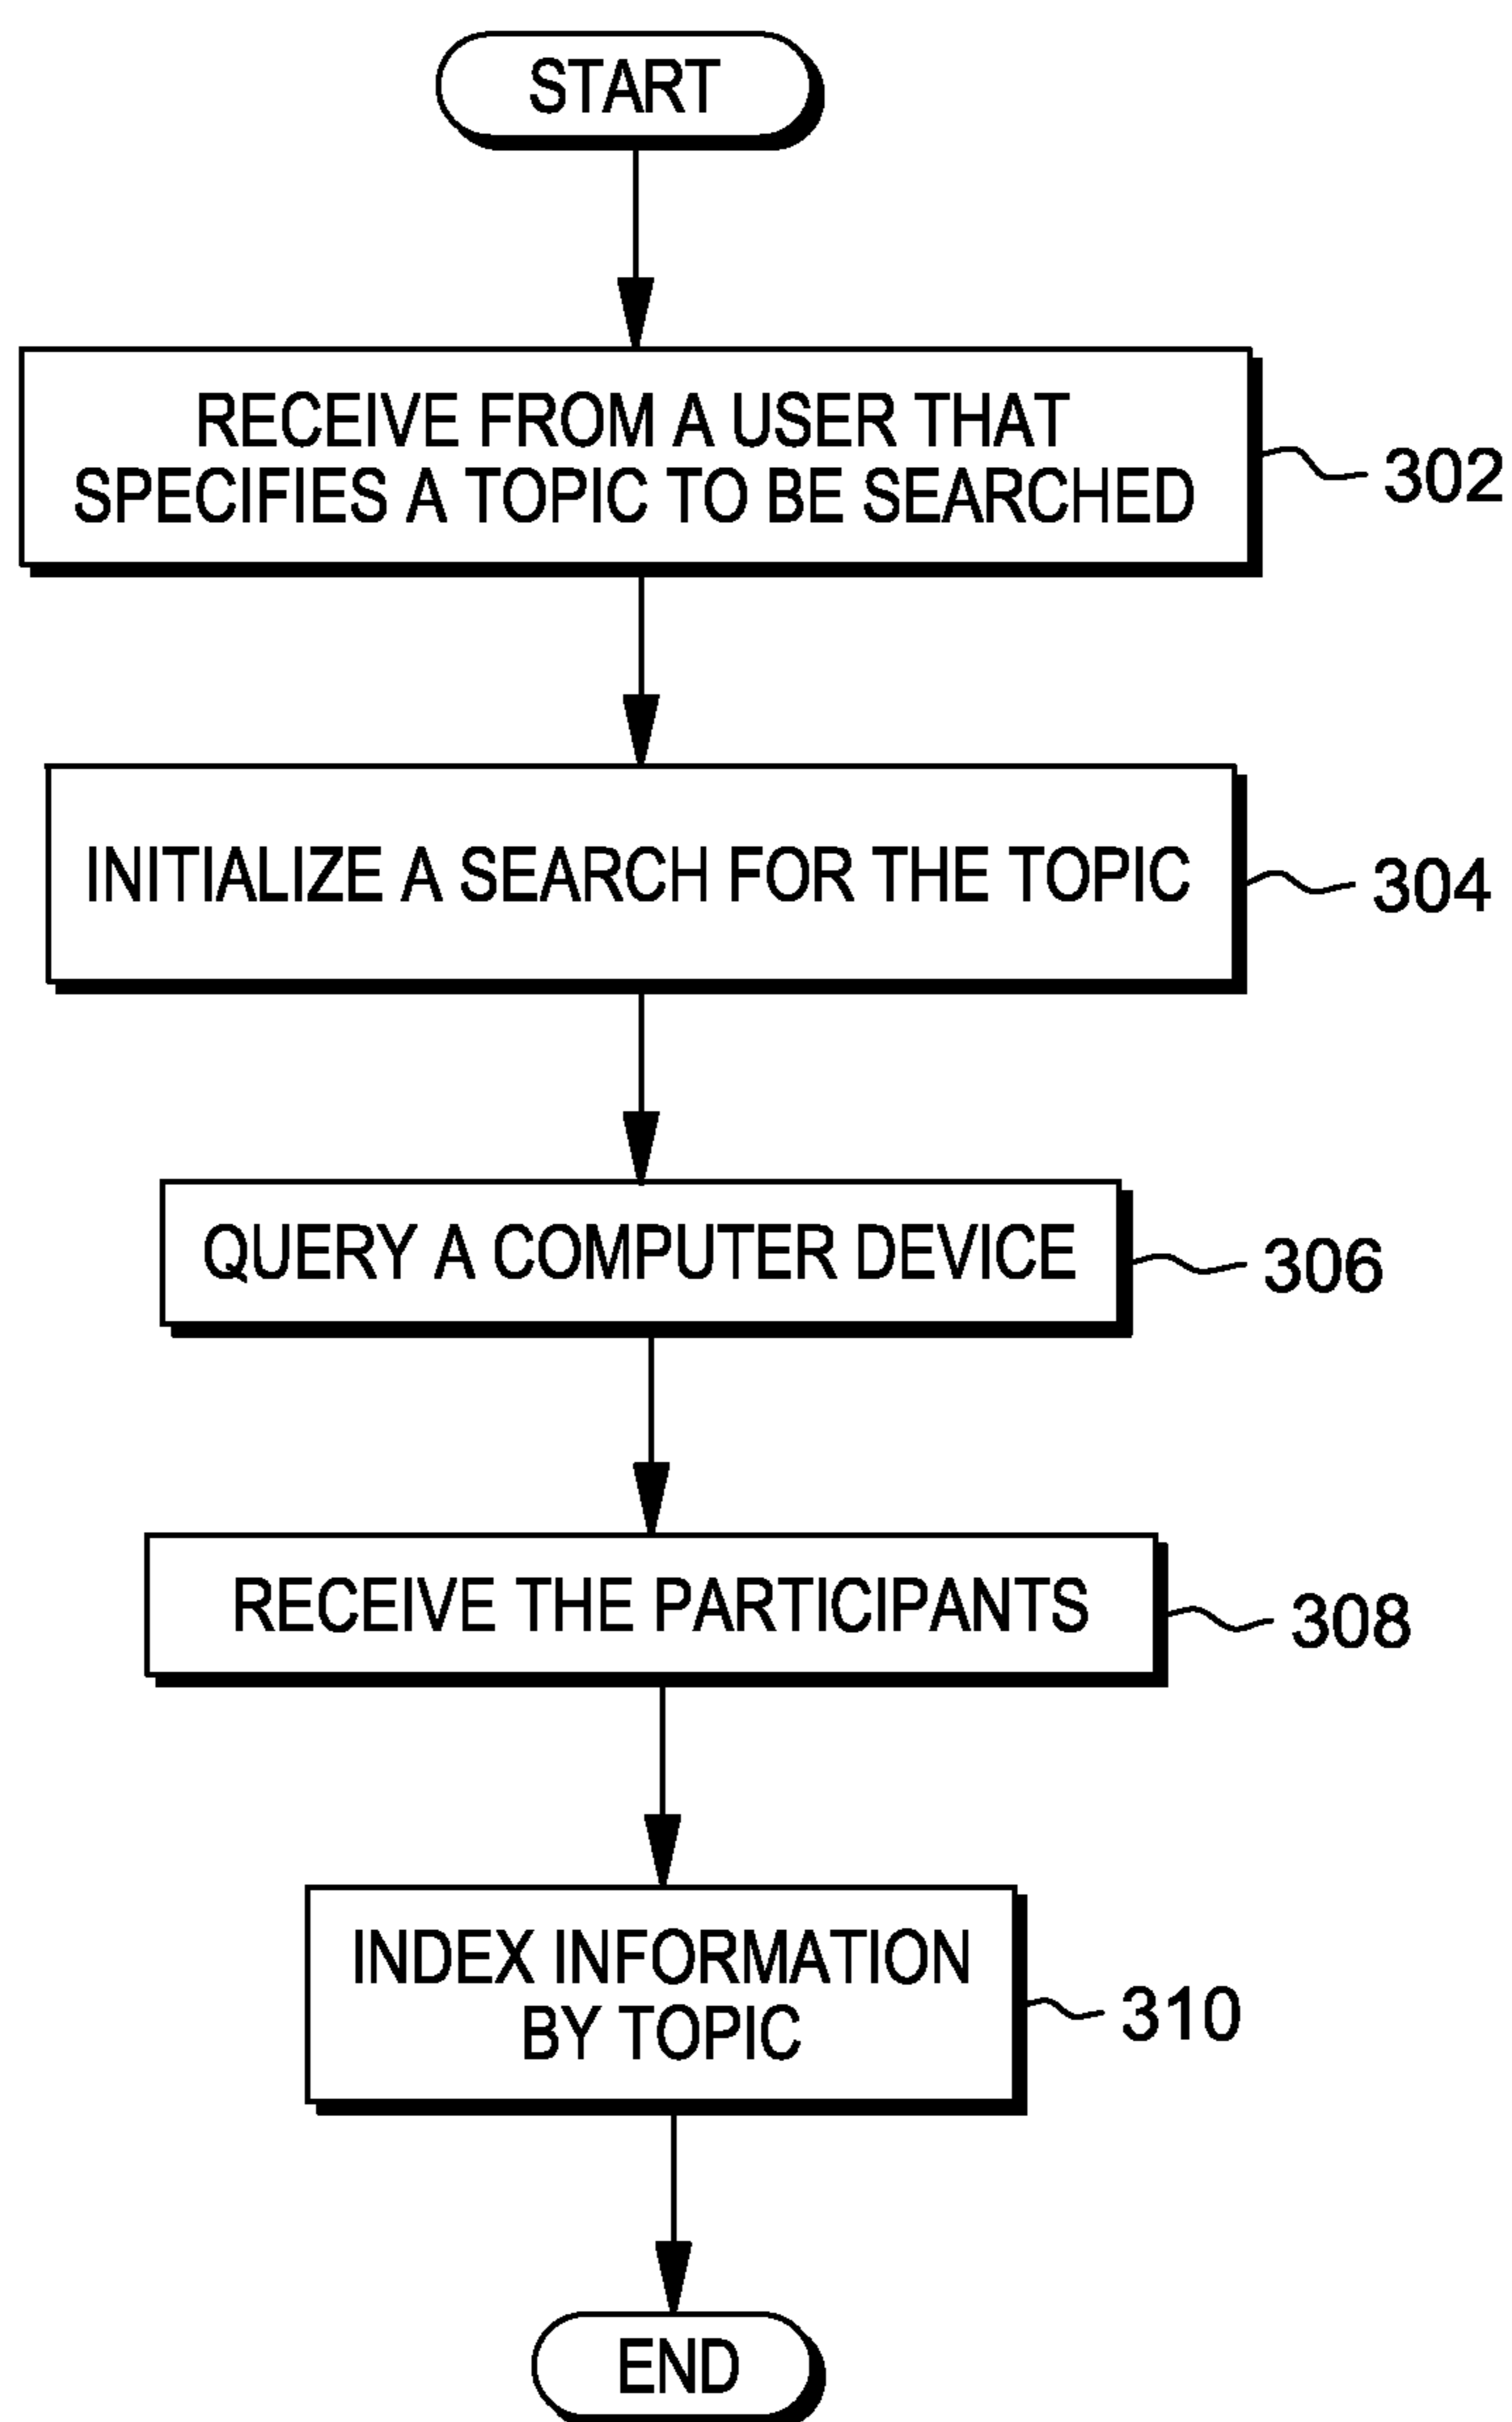 START
RECEIVE FROM A USER THAT
SPECIFIES A TOPIC TO BE SEARCHED
302
INITIALIZE A SEARCH FOR THE TOPIC
304
QUERY A COMPUTER DEVICE
306
RECEIVE THE PARTICIPANTS
308
INDEX INFORMATION
BY TOPIC
310
END